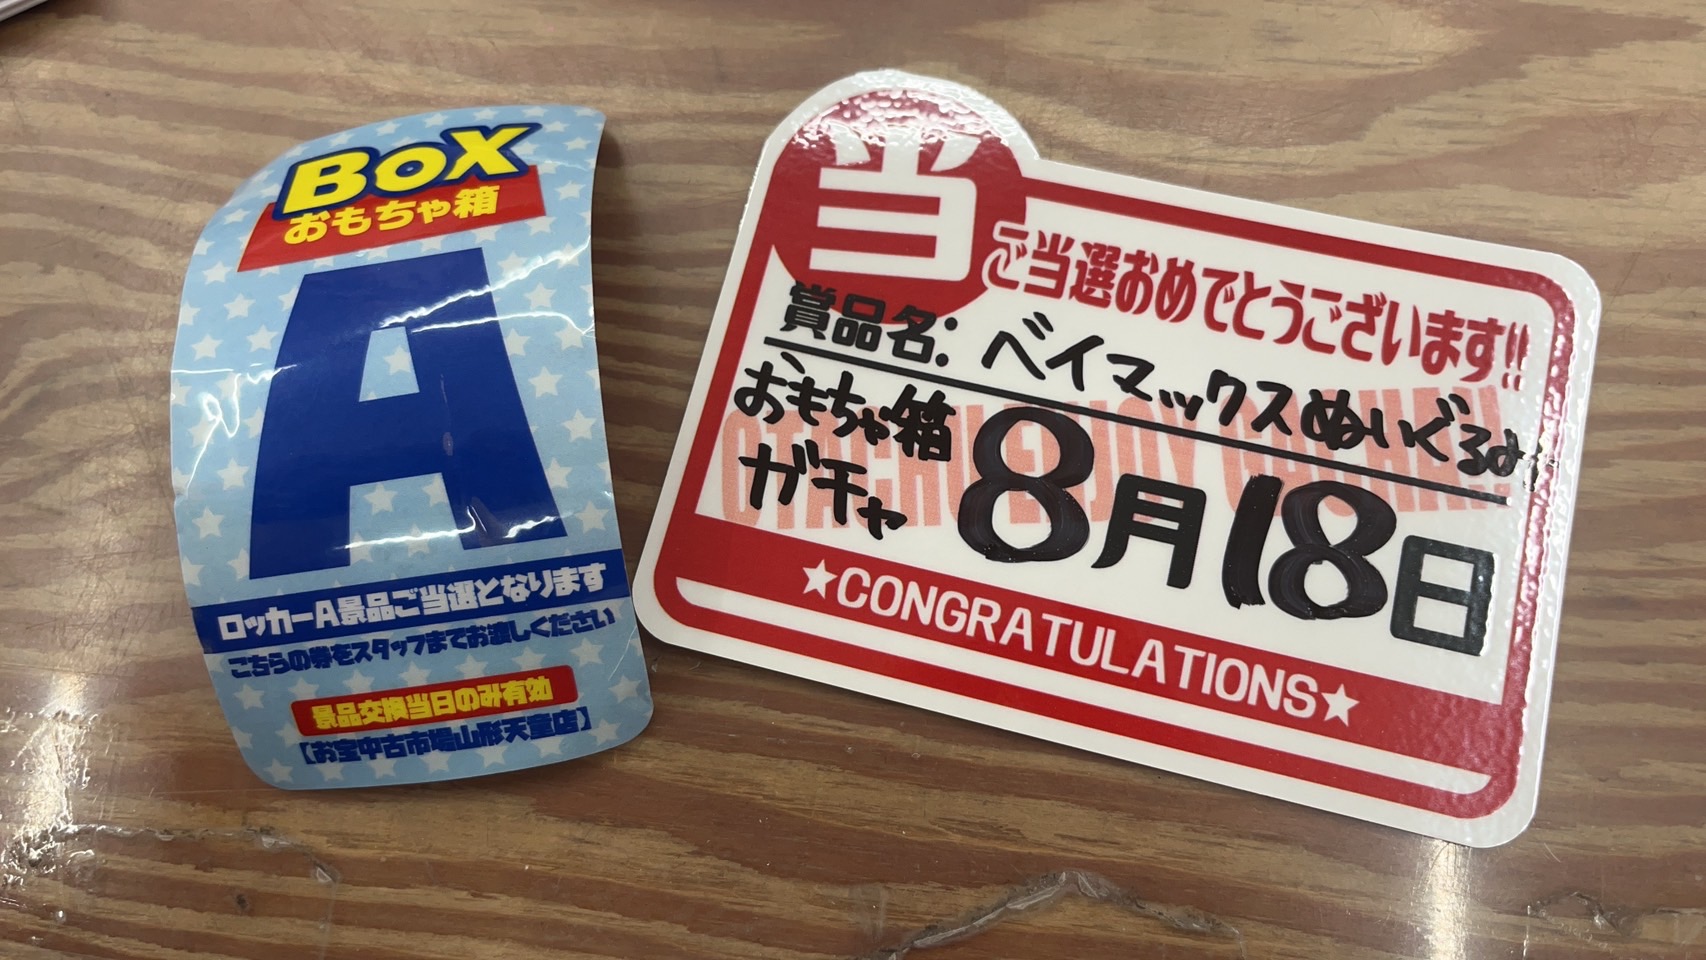 BOX
おもちゃ箱
A
ロッカーA景品ご当選となります
こちらの券をスタッフまでお渡しください
景品交換当日のみ有効
【お宝中古市場山形天童店】
当
ご当選おめでとうございます!!
賞品名:ベイマックスぬいぐるみ
おもちゃ箱
ガチャ
8月18日
★CONGRATULATIONS★